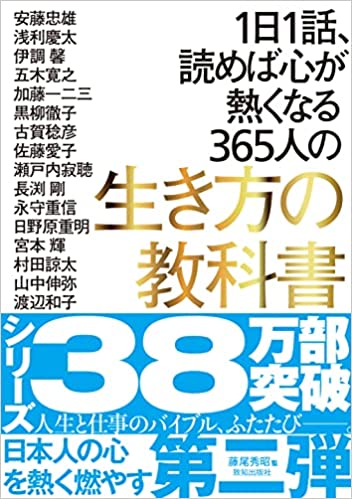 1日1話、
読めば心が
熱くなる
365人の
生き方の
教科書
安藤忠雄
浅利慶太
伊調 馨
五木寛之
加藤一二三
黒柳徹子
古賀稔彦
佐藤愛子
瀬戸内寂聴
長渕 剛
永守重信
日野原重明
宮本 輝
村田諒太
山中伸弥
渡辺和子
シリーズ
38万部
突破
人生と仕事のバイブル、ふたたび——。
日本人の心
を熱く燃やす
第二弾
藤尾秀昭 監
致知出版社